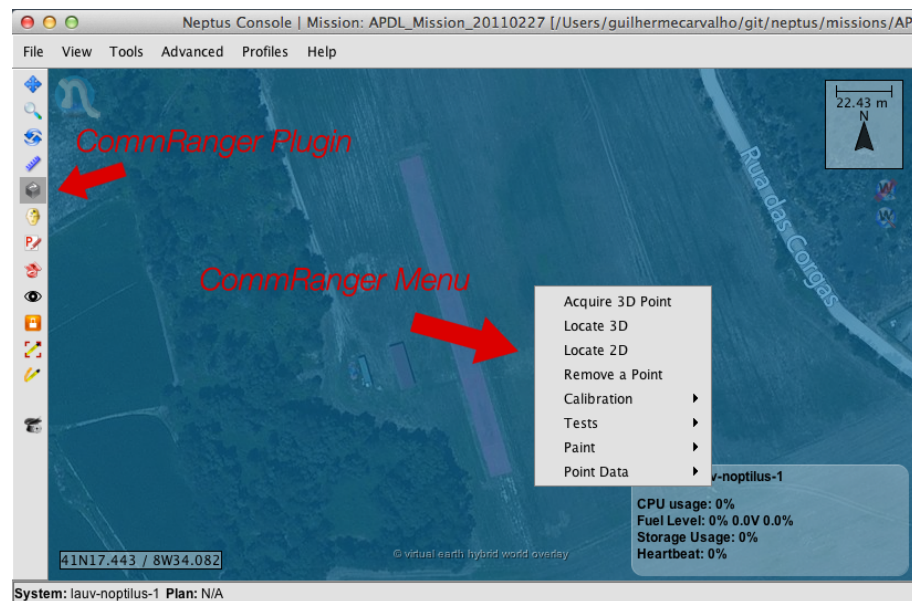 Neptus Console | Mission: APDL_Mission_20110227 [/Users/guilhermecarvalho/git/neptus/missions/AP
File View Tools Advanced Profiles Help
22.43 m
N
CommRanger Plugin
Rua das Corgas
CommRanger Menu
Acquire 3D Point
Locate 3D
Locate 2D
Remove a Point
Calibration
Tests
Paint
Point Data
v-noptilus-1
CPU usage: 0%
Fuel Level: 0% 0.0V 0.0%
Storage Usage: 0%
Heartbeat: 0%
© virtual earth hybrid world overlay
41N17.443 / 8W34.082
System: lauv-noptilus-1 Plan: N/A